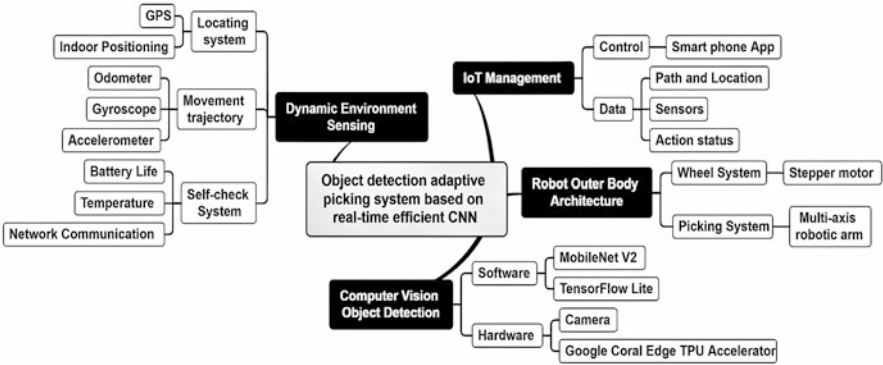 GPS
Indoor Positioning
Locating
system
Odometer
Gyroscope
Accelerometer
Movement
trajectory
Battery Life
Temperature
Network Communication
Self-check
System
Dynamic Environment
Sensing
Object detection adaptive
picking system based on
real-time efficient CNN
IoT Management
Control
Smart phone App
Data
Path and Location
Sensors
Action status
Robot Outer Body
Architecture
Wheel System
Stepper motor
Picking System
Multi-axis
robotic arm
Computer Vision
Object Detection
Software
MobileNet V2
TensorFlow Lite
Hardware
Camera
Google Coral Edge TPU Accelerator